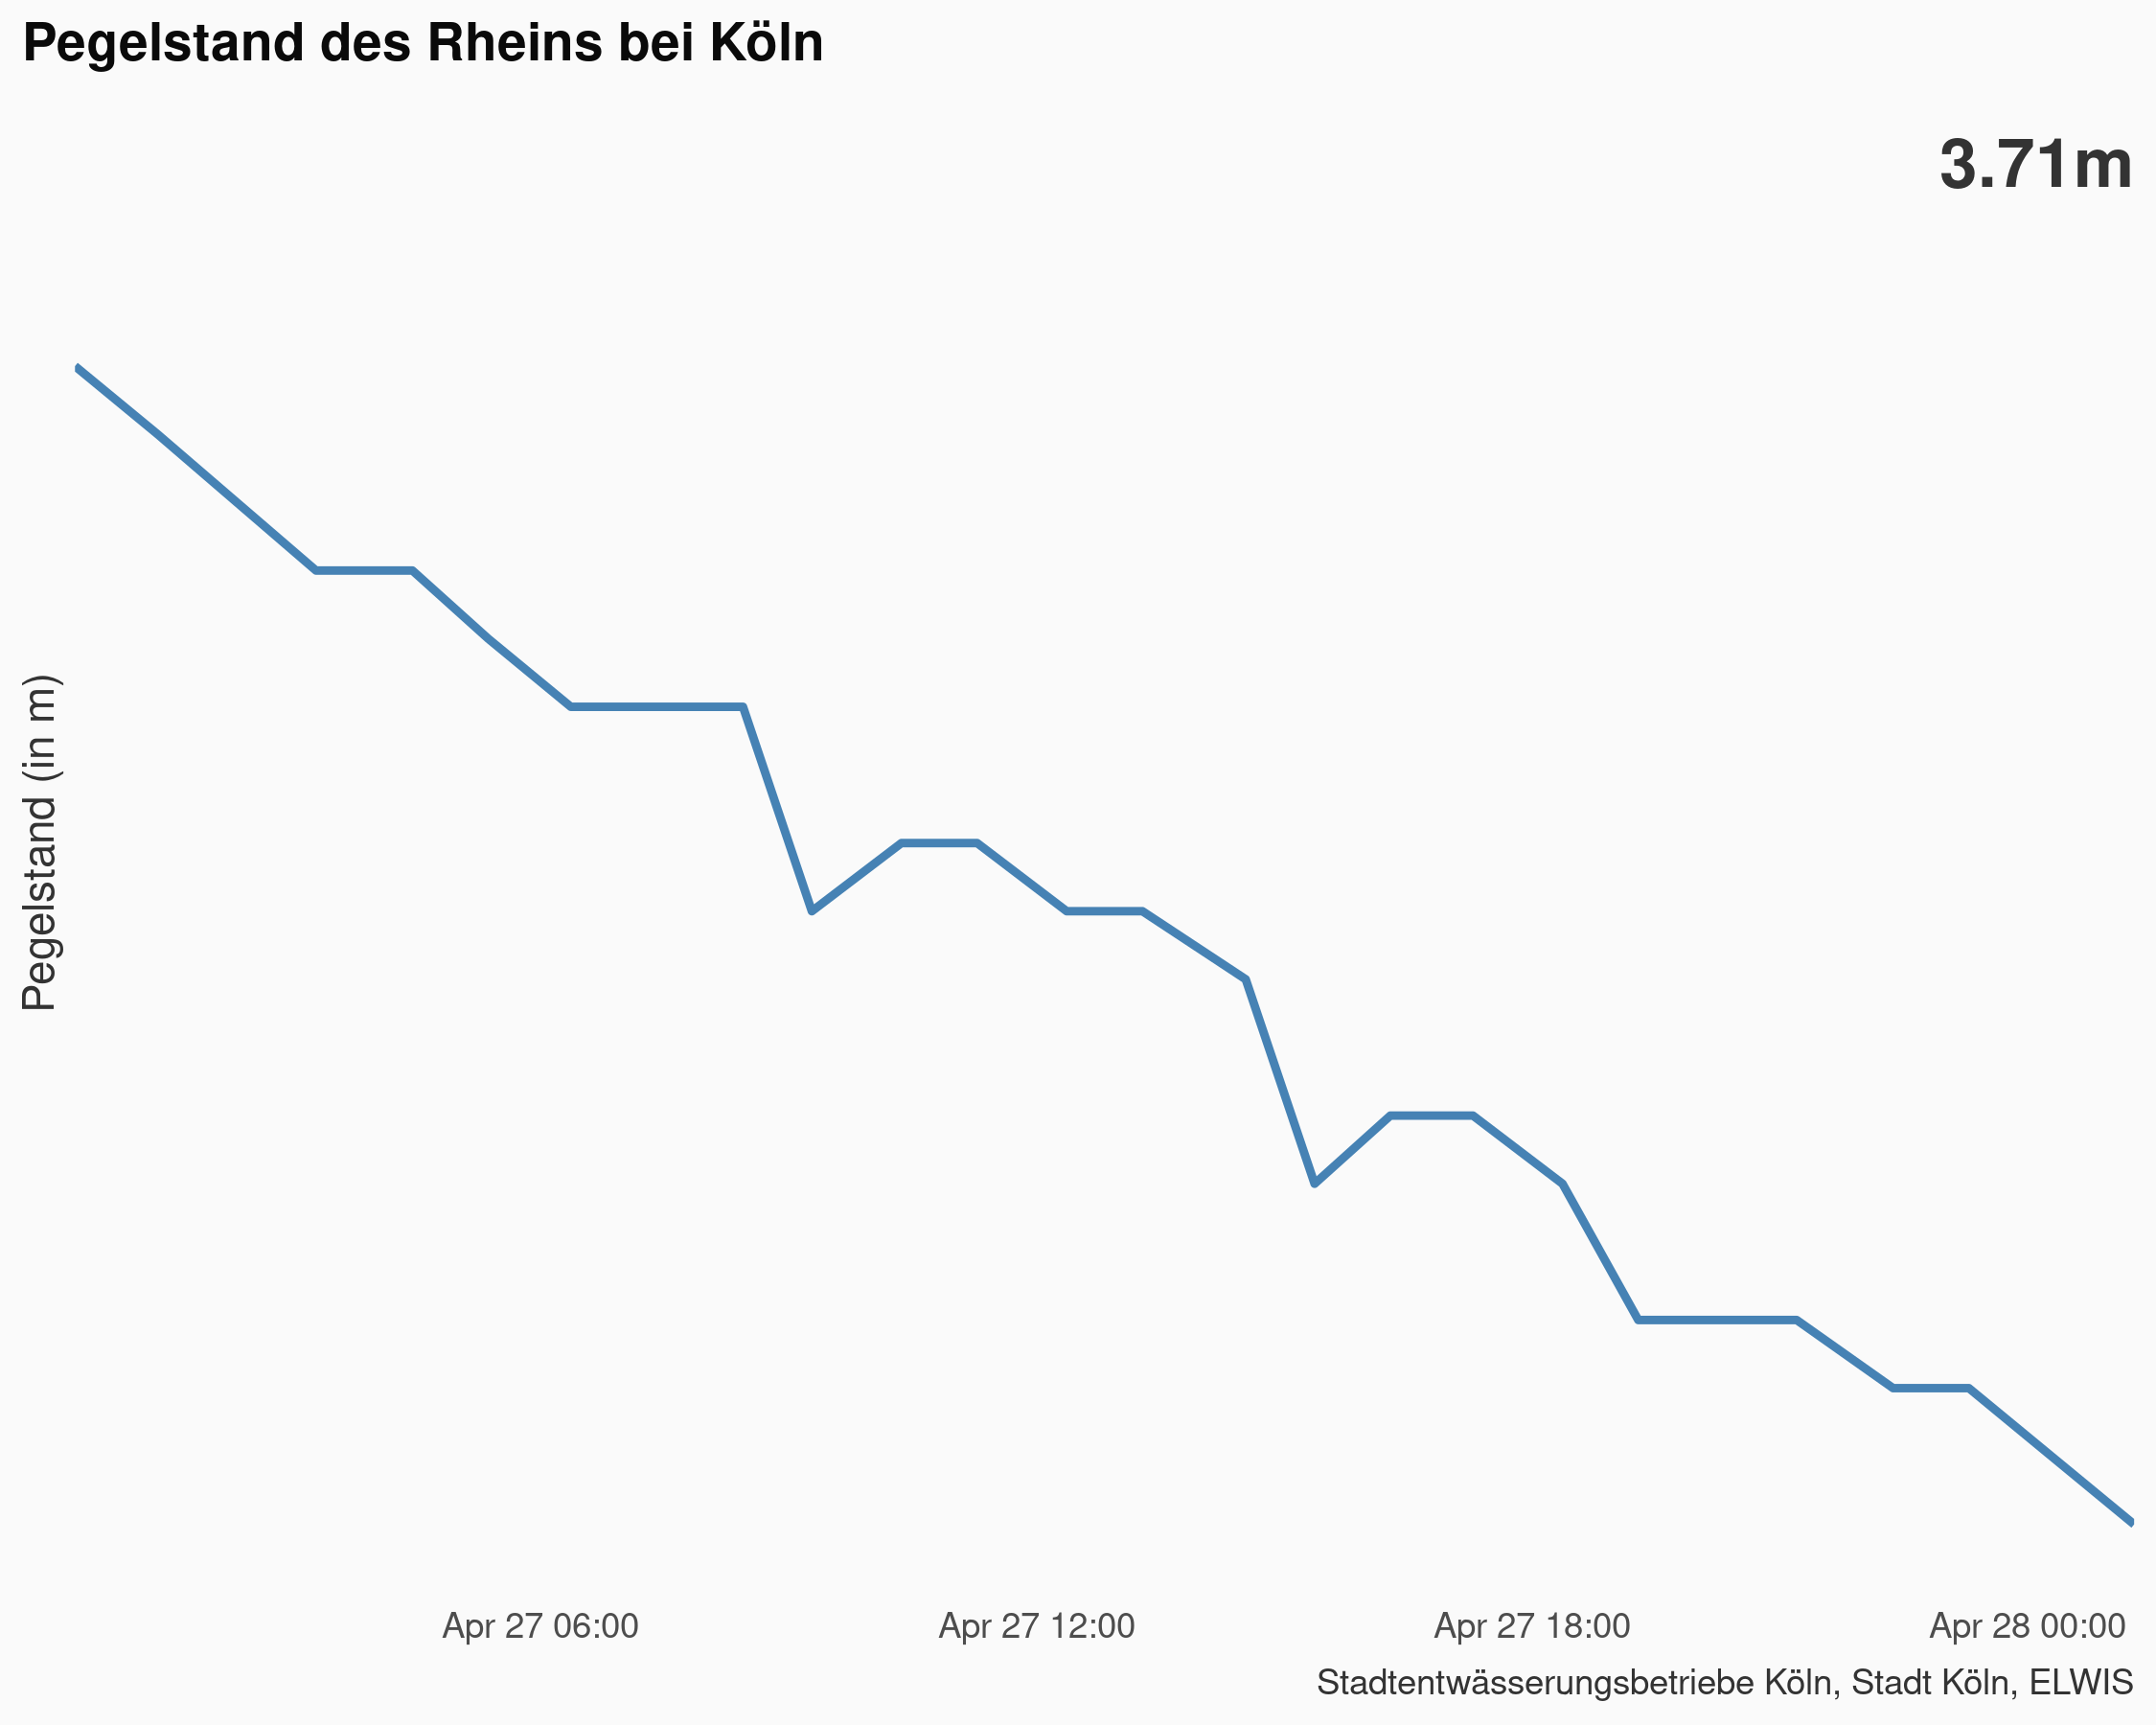 Pegelstand des Rheins bei Köln
3.71m
Pegelstand (in m)
Apr 27 06:00 Apr 27 12:00 Apr 27 18:00 Apr 28 00:00
Stadtentwässerungsbetriebe Köln, Stadt Köln, ELWIS